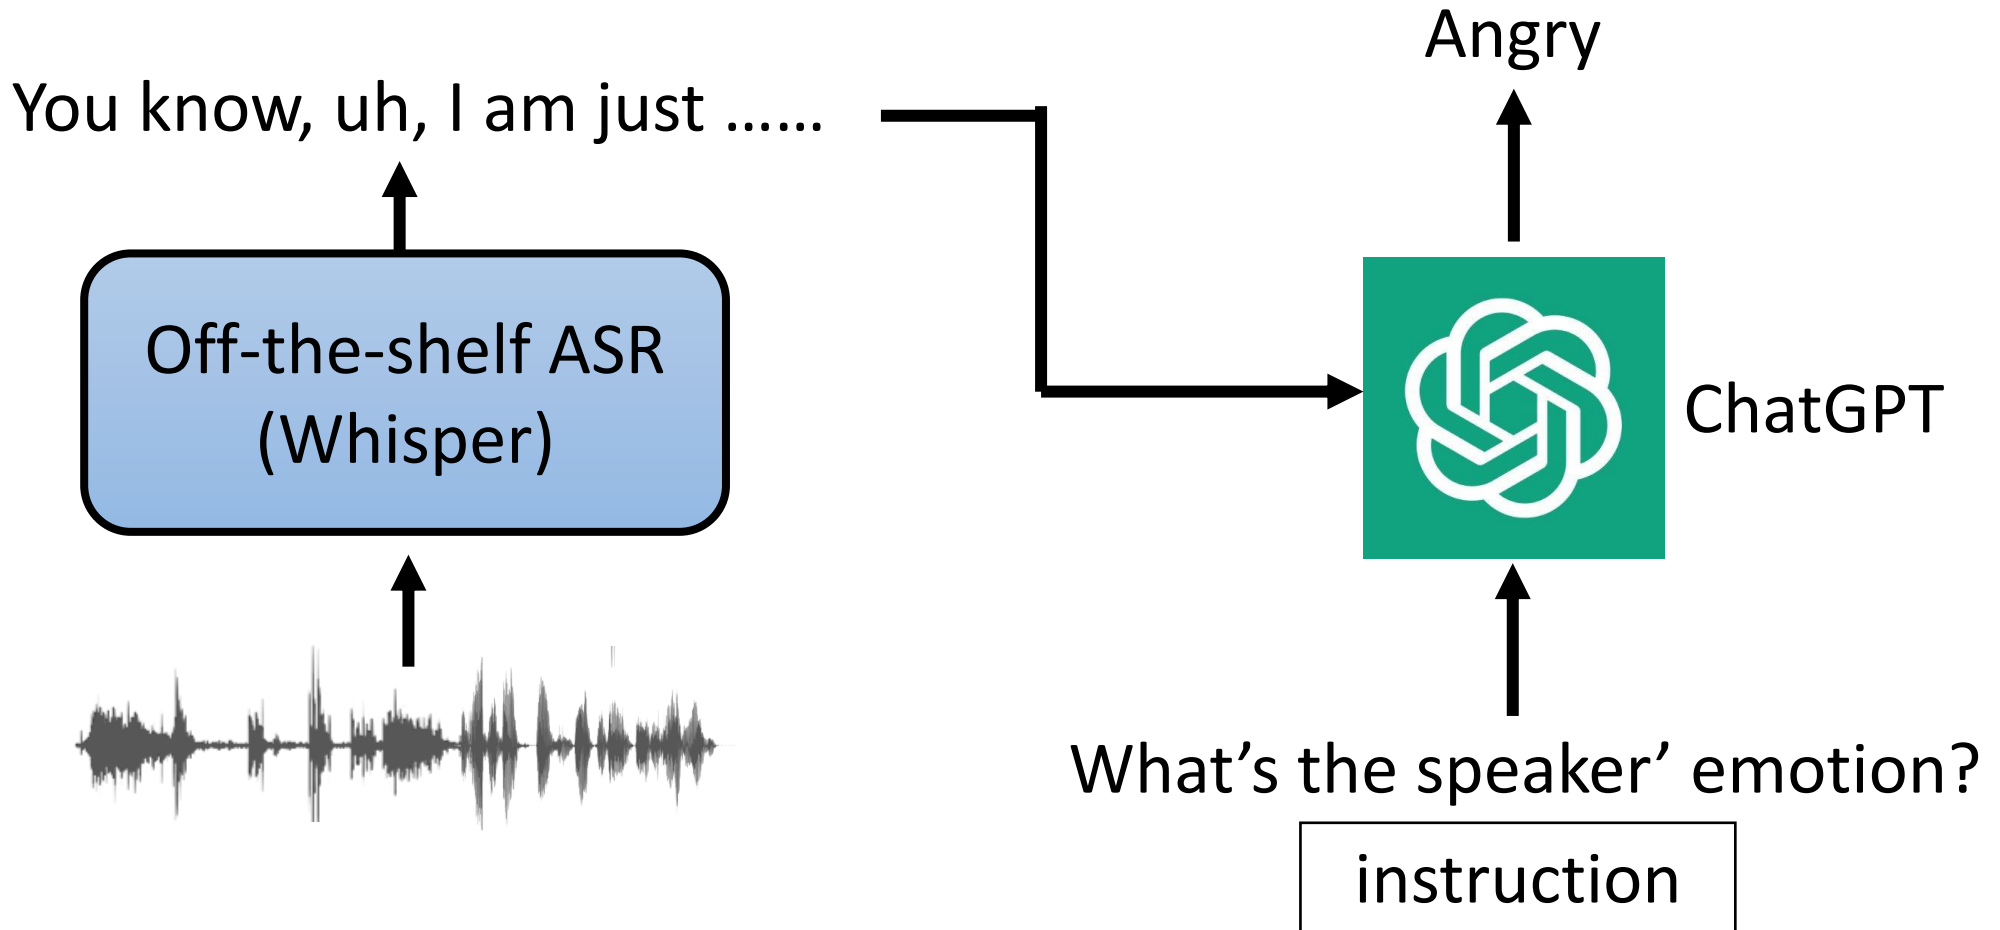 You know, uh, I am just ......
Off-the-shelf ASR
(Whisper)
Angry
ChatGPT
What’s the speaker’ emotion?
instruction